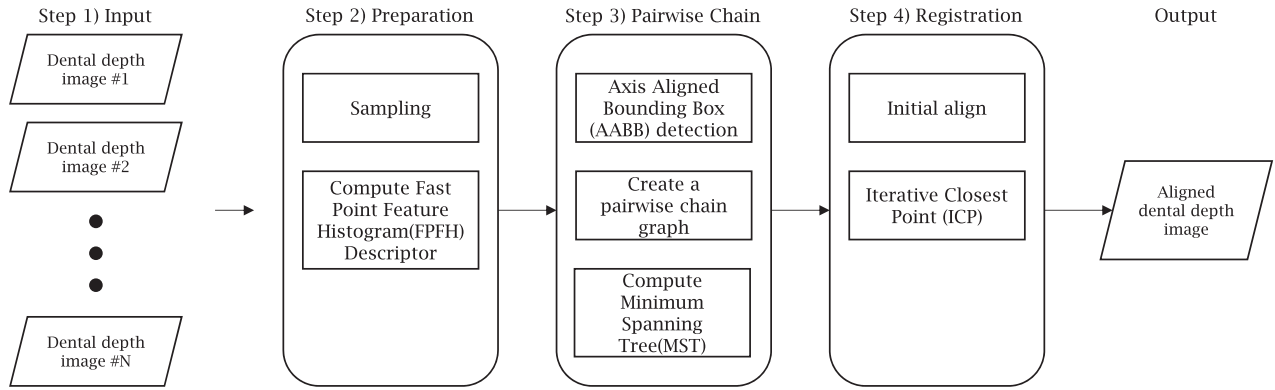 Step 1) Input
Dental depth
image #1
Dental depth
image #2
Dental depth
image #N
Step 2) Preparation
Sampling
Compute Fast
Point Feature
Histogram(FPFH)
Descriptor
Step 3) Pairwise Chain
Axis Aligned
Bounding Box
(AABB) detection
Create a
pairwise chain
graph
Compute
Minimum
Spanning
Tree(MST)
Step 4) Registration
Initial align
Iterative Closest
Point (ICP)
Output
Aligned
dental depth
image